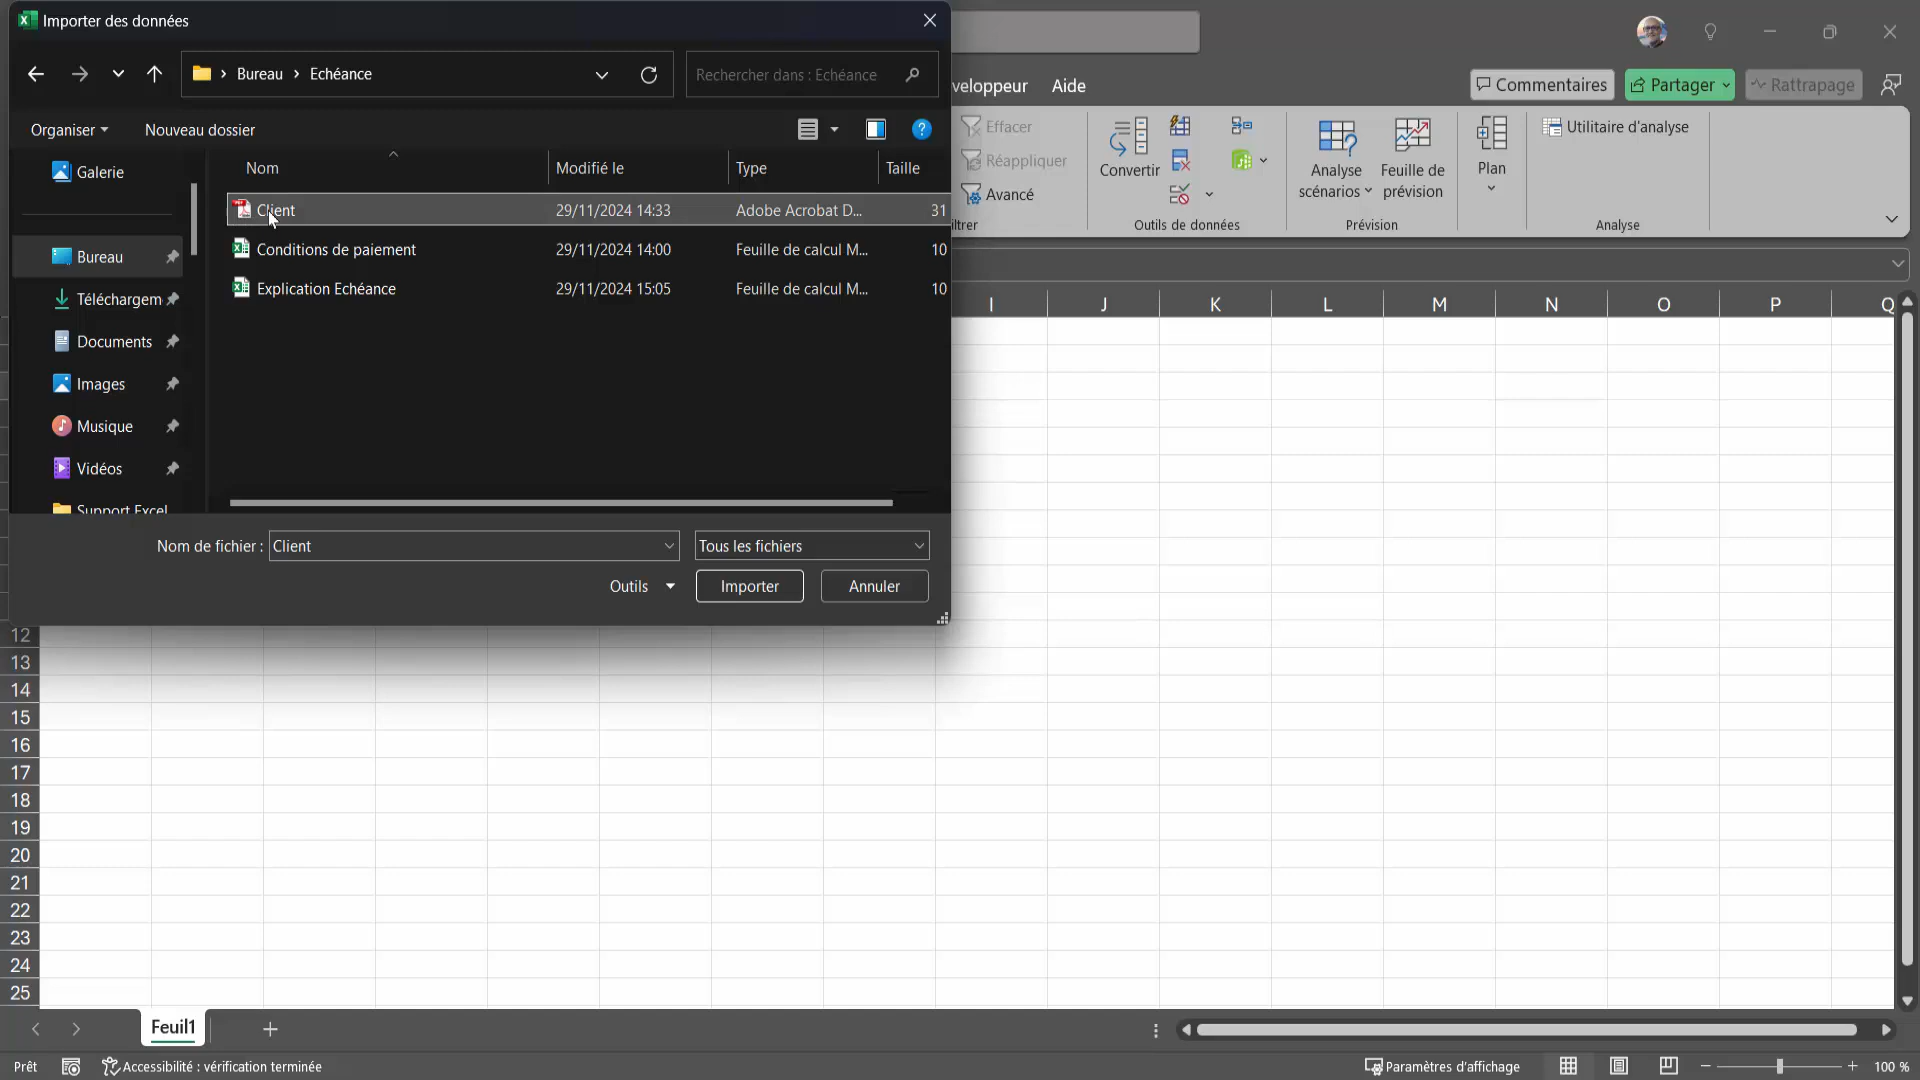 Importer des données
Bureau > Echéance
Rechercher dans : Echéance
Organiser
Nouveau dossier
Galerie
Bureau
Téléchargem
Documents
Images
Musique
Vidéos
Support Excel
Nom
Modifié le
Type
Taille
Client
29/11/2024 14:33
Adobe Acrobat D...
31
Conditions de paiement
29/11/2024 14:00
Feuille de calcul M...
10
Explication Echéance
29/11/2024 15:05
Feuille de calcul M...
10
Nom de fichier :
Client
Tous les fichiers
Outils
Importer
Annuler
veloppeur
Aide
Commentaires
Partager
Rattrapage
Effacer
Réappliquer
Avancé
ltrer
Convertir
Outils de données
Analyse
scénarios
Feuille de
prévision
Prévision
Plan
Utilitaire d'analyse
Analyse
I J K L M N O P Q
12
13
14
15
16
17
18
19
20
21
22
23
24
25
Feuil1
Prêt
Accessibilité : vérification terminée
Paramètres d'affichage
100 %